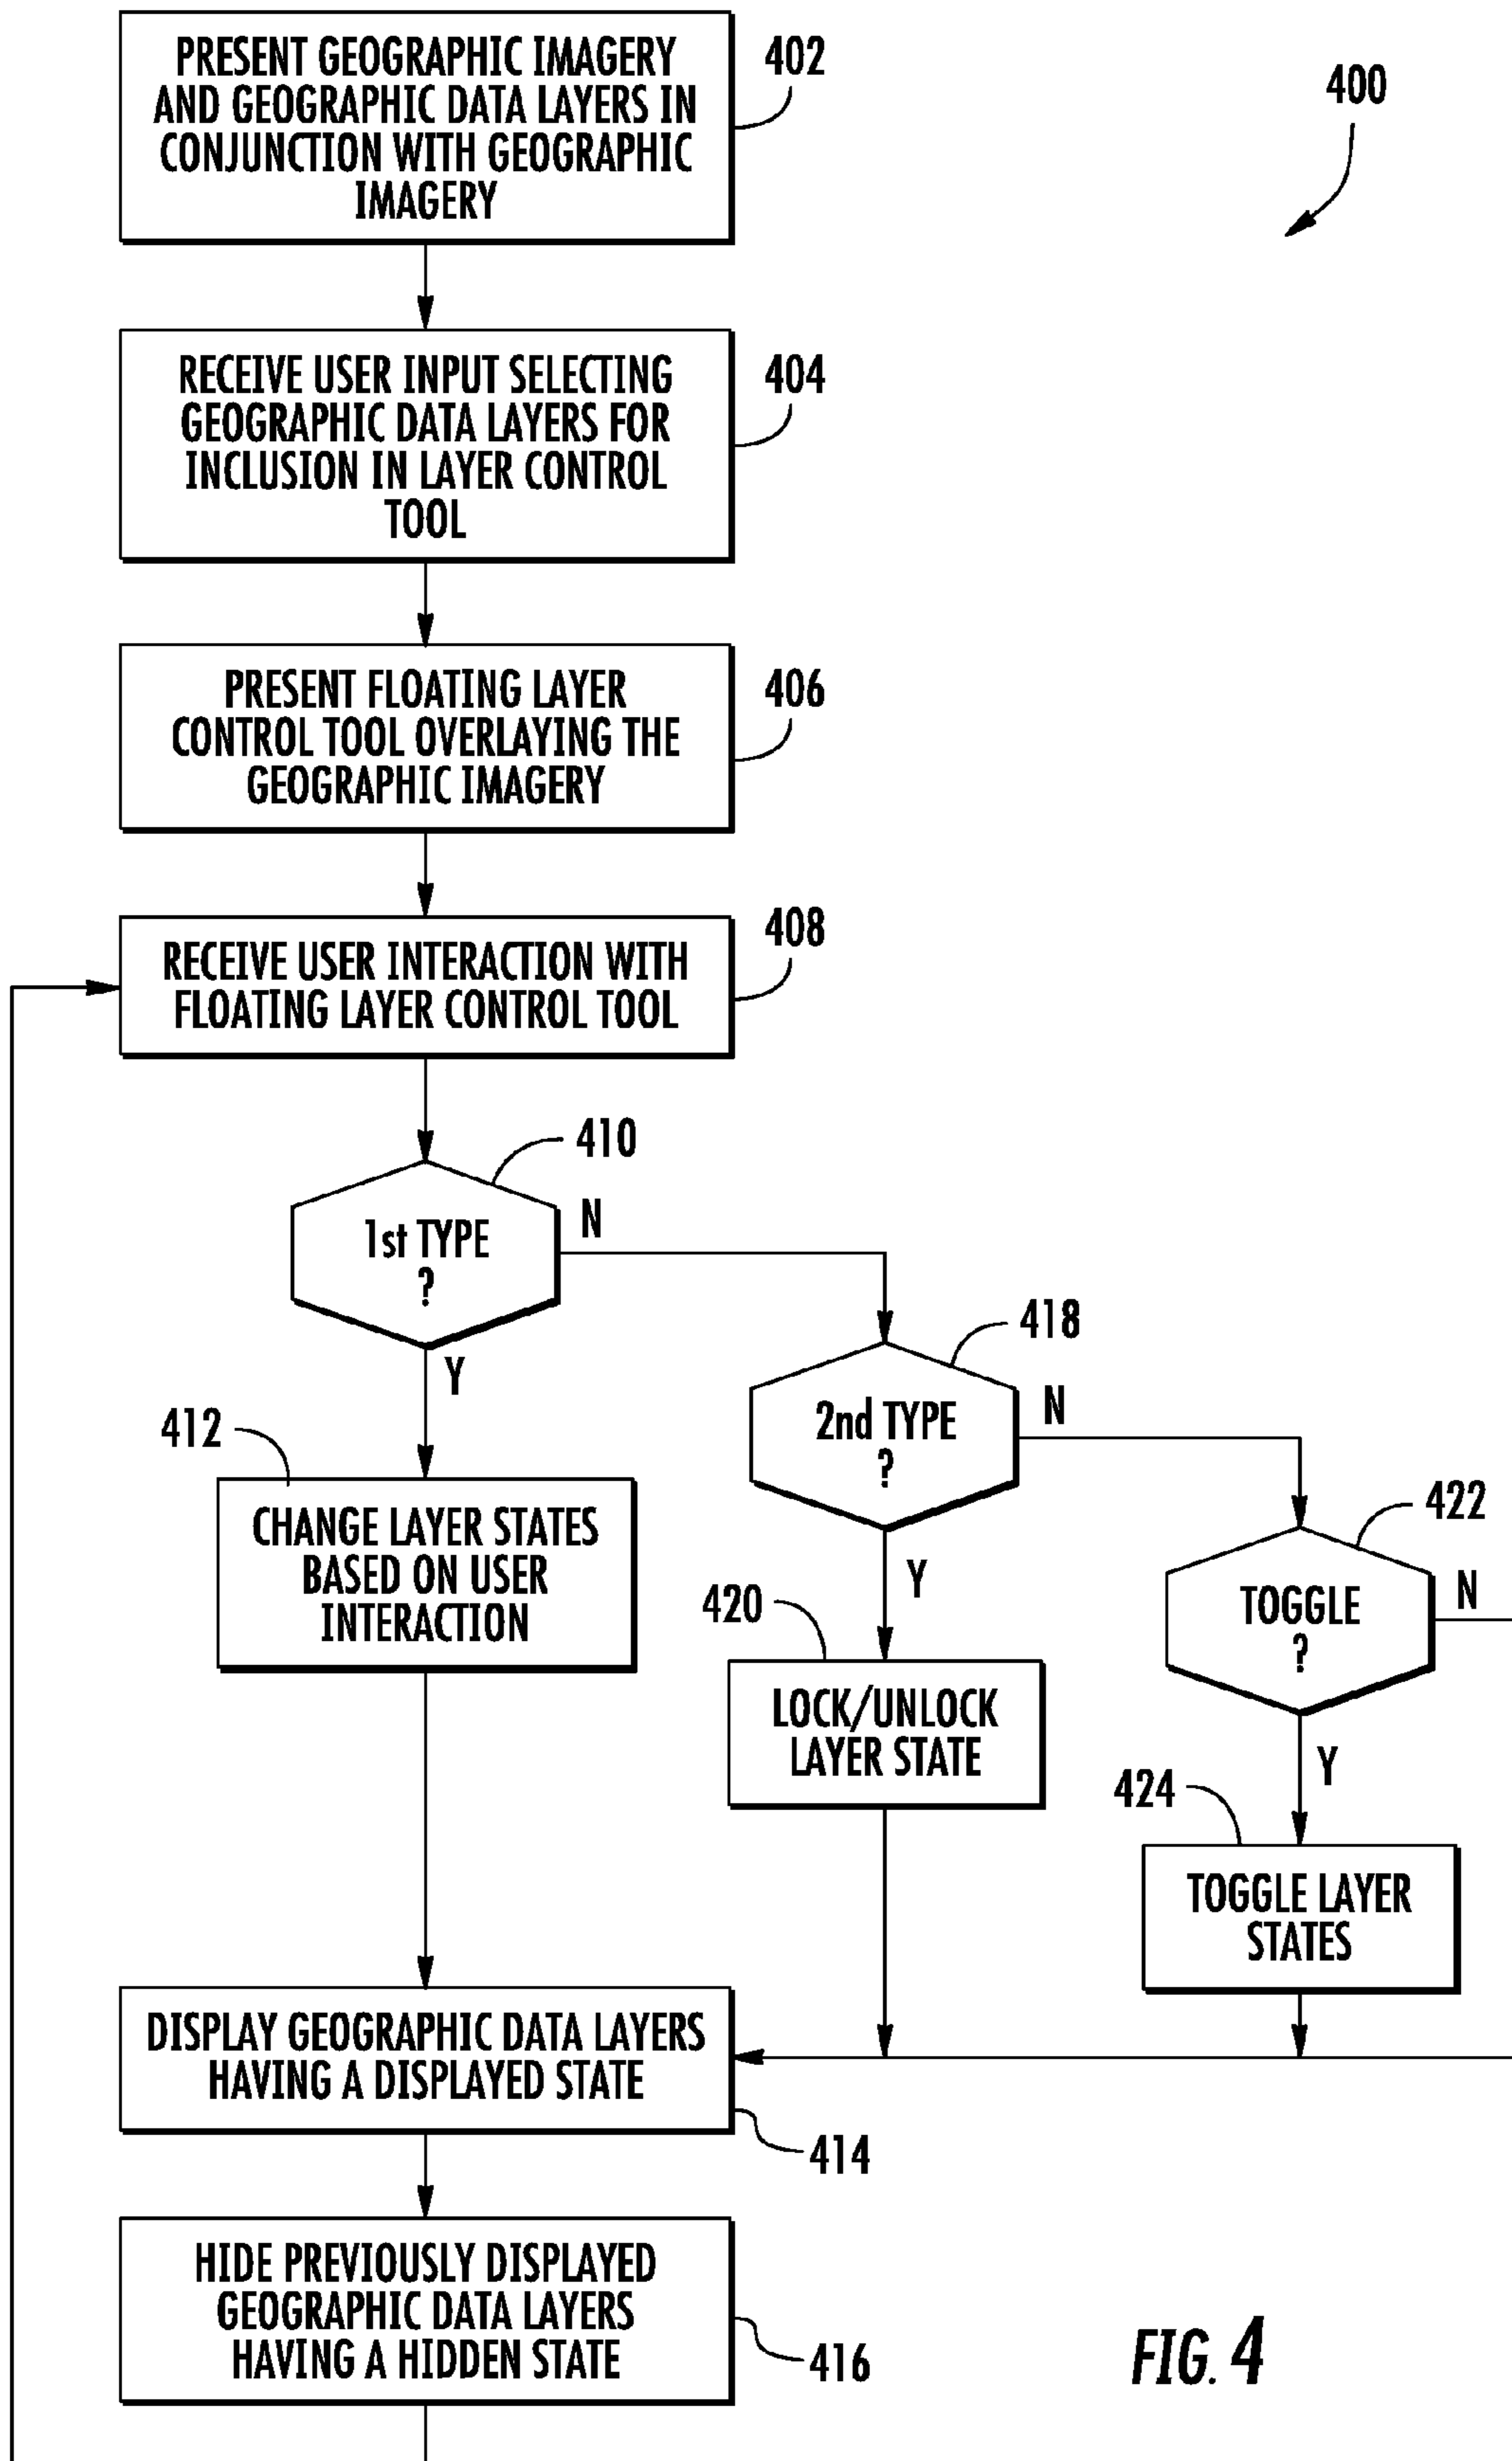 PRESENT GEOGRAPHIC IMAGERY
AND GEOGRAPHIC DATA LAYERS IN
CONJUNCTION WITH GEOGRAPHIC
IMAGERY
402
400
RECEIVE USER INPUT SELECTING
GEOGRAPHIC DATA LAYERS FOR
INCLUSION IN LAYER CONTROL
TOOL
404
PRESENT FLOATING LAYER
CONTROL TOOL OVERLAYING THE
GEOGRAPHIC IMAGERY
406
RECEIVE USER INTERACTION WITH
FLOATING LAYER CONTROL TOOL
408
1st TYPE
?
410
N
Y
2nd TYPE
?
418
N
Y
412
CHANGE LAYER STATES
BASED ON USER
INTERACTION
420
LOCK/UNLOCK
LAYER STATE
TOGGLE
?
422
N
Y
424
TOGGLE LAYER
STATES
DISPLAY GEOGRAPHIC DATA LAYERS
HAVING A DISPLAYED STATE
414
HIDE PREVIOUSLY DISPLAYED
GEOGRAPHIC DATA LAYERS
HAVING A HIDDEN STATE
416
FIG. 4